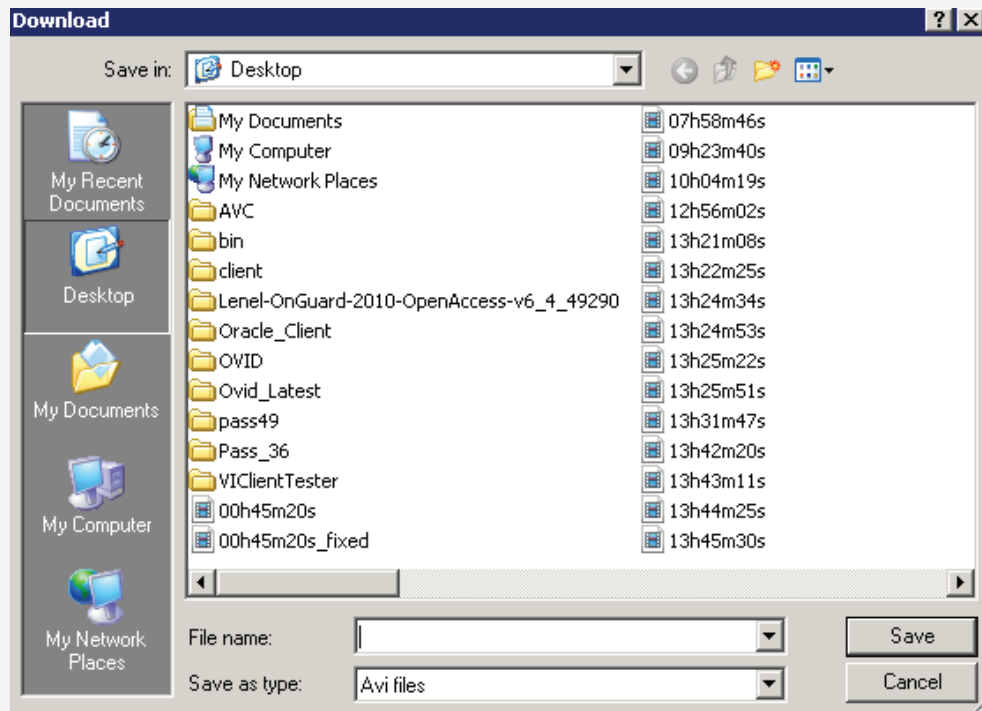 Download
Save in:
Desktop
My Recent
Documents
Desktop
My Documents
My Computer
My Network
Places
My Documents
My Computer
My Network Places
AVC
bin
client
Lenel-OnGuard-2010-OpenAccess-v6_4_49290
Oracle_Client
OVID
Ovid_Latest
pass49
Pass_36
VIClientTester
00h45m20s
00h45m20s_fixed
07h58m46s
09h23m40s
10h04m19s
12h56m02s
13h21m08s
13h22m25s
13h24m34s
13h24m53s
13h25m22s
13h25m51s
13h31m47s
13h42m20s
13h43m11s
13h44m25s
13h45m30s
File name:
Save
Save as type:
Avi files
Cancel